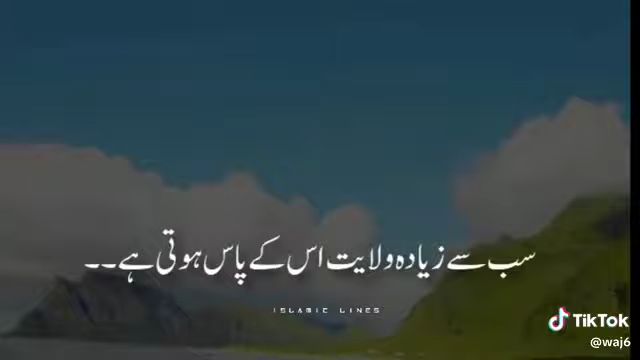 سب سے زیادہ ولایت اس کے پاس ہوتی ہے۔۔
ISLAMIC LINES
TikTok
@waj6